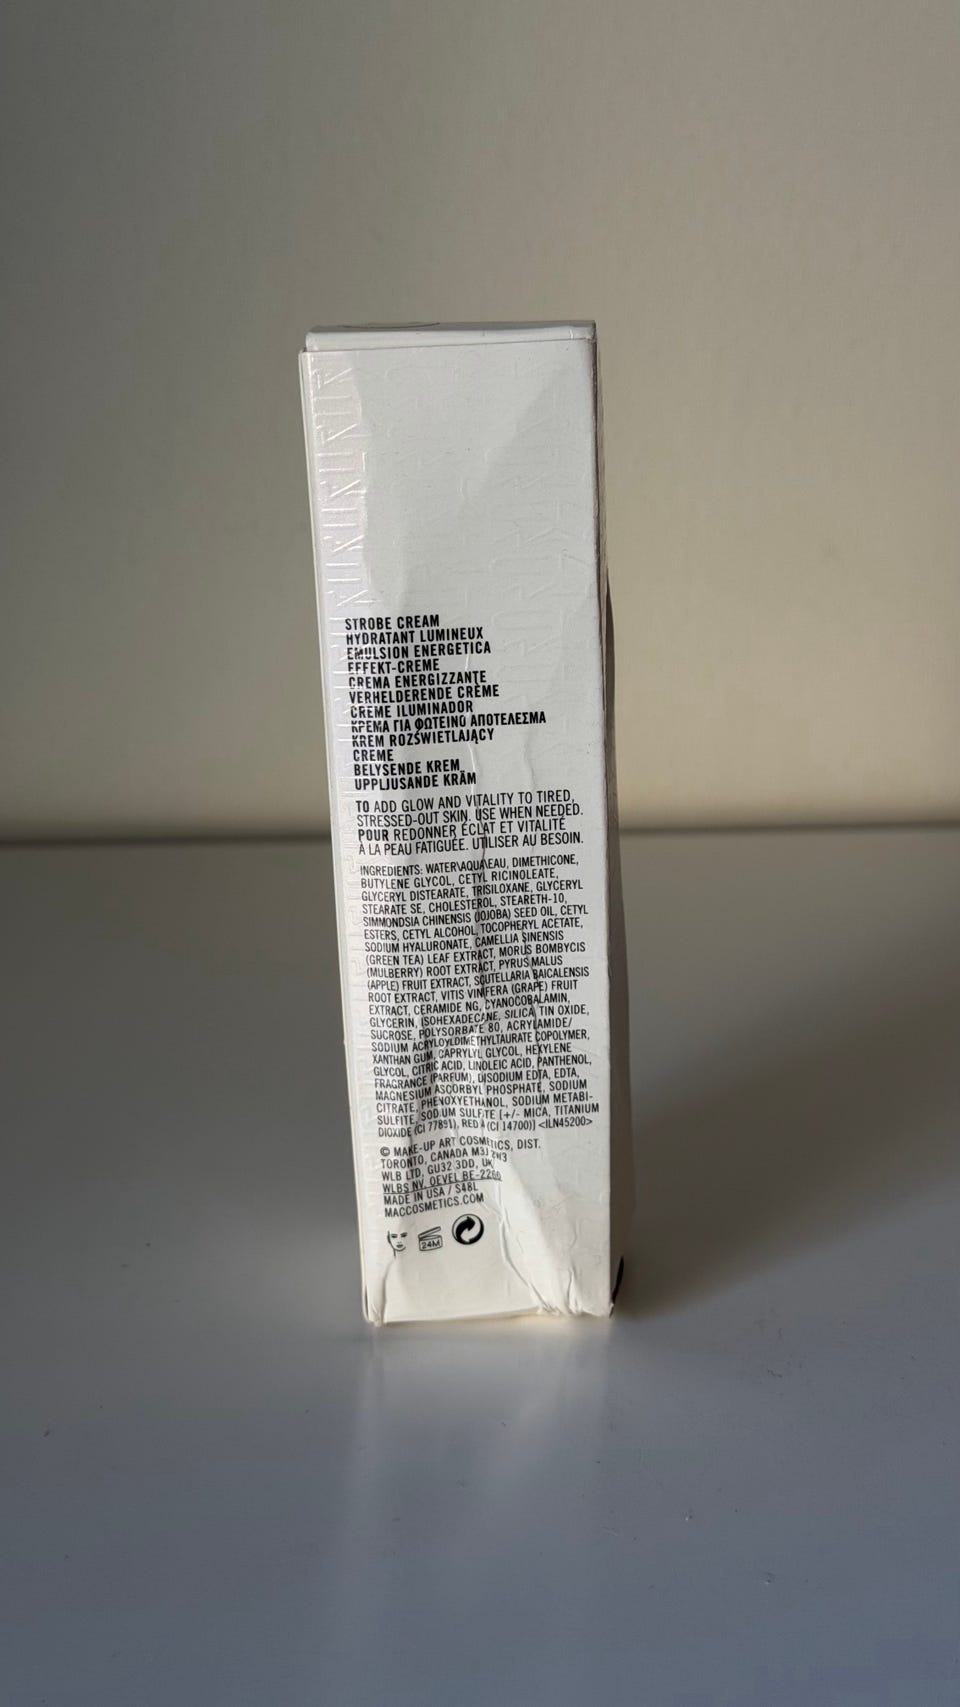 STROBE CREAM
HYDRATANT LUMINEUX
EMULSION ENERGETICA
EFFEKT-CREME
CREMA ENERGIZZANTE
VERHELDERENDE CRÈME
CREME ILUMINADOR
ΚΡΕΜΑ ΓΙΑ ΦΩΤΕΙΝΟ ΑΠΟΤΕΛΕΣΜΑ
KREM ROZŚWIETLAJĄCY
CREME
BELYSENDE KREM
UPPLJUSANDE KRÄM
TO ADD GLOW AND VITALITY TO TIRED,
STRESSED-OUT SKIN. USE WHEN NEEDED.
POUR REDONNER ÉCLAT ET VITALITÉ
À LA PEAU FATIGUÉE. UTILISER AU BESOIN.
INGREDIENTS: WATER\AQUA\EAU, DIMETHICONE,
BUTYLENE GLYCOL, CETYL RICINOLEATE,
GLYCERYL DISTEARATE, TRISILOXANE, GLYCERYL
STEARATE SE, CHOLESTEROL, STEARETH-10,
SIMMONDSIA CHINENSIS (JOJOBA) SEED OIL, CETYL
ESTERS, CETYL ALCOHOL, TOCOPHERYL ACETATE,
SODIUM HYALURONATE, CAMELLIA SINENSIS
(GREEN TEA) LEAF EXTRACT, MORUS BOMBYCIS
(MULBERRY) ROOT EXTRACT, PYRUS MALUS
(APPLE) FRUIT EXTRACT, SCUTELLARIA BAICALENSIS
ROOT EXTRACT, VITIS VINIFERA (GRAPE) FRUIT
EXTRACT, CERAMIDE NG, CYANOCOBALAMIN,
GLYCERIN, ISOHEXADECANE, SILICA, TIN OXIDE,
SUCROSE, POLYSORBATE 80, ACRYLAMIDE/
SODIUM ACRYLOYLDIMETHYLTAURATE COPOLYMER,
XANTHAN GUM, CAPRYLYL GLYCOL, HEXYLENE
GLYCOL, CITRIC ACID, LINOLEIC ACID, PANTHENOL,
FRAGRANCE (PARFUM), DISODIUM EDTA, EDTA,
MAGNESIUM ASCORBYL PHOSPHATE, SODIUM
CITRATE, PHENOXYETHANOL, SODIUM METABI-
SULFITE, SODIUM SULFITE [+/- MICA, TITANIUM
DIOXIDE (CI 77891), RED 4 (CI 14700)] <ILN45200>
© MAKE-UP ART COSMETICS, DIST.
TORONTO, CANADA M3J 2W3
WLB LTD, GU32 3DD, UK
WLBS NV, OEVEL BE-2260
MADE IN USA / S48L
MACCOSMETICS.COM
24M